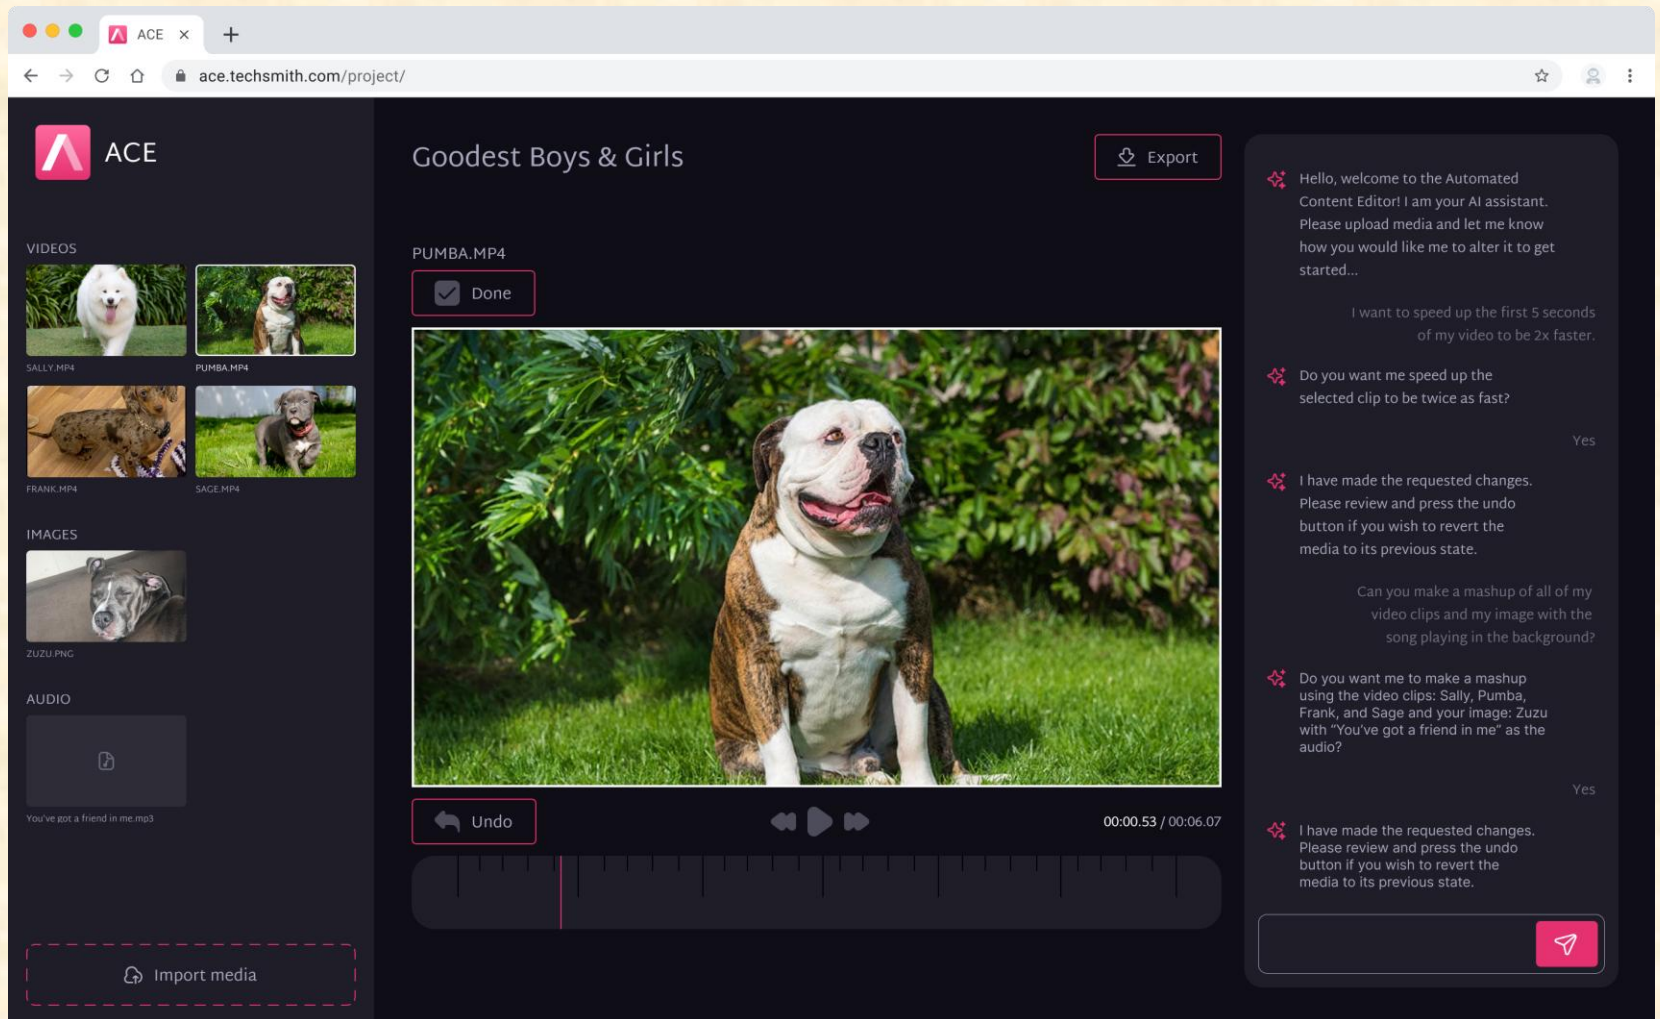 ACE
ace.techsmith.com/project/
ACE
VIDEOS
SALLY.MP4
PUMBA.MP4
FRANK.MP4
SAGE.MP4
IMAGES
ZUZU.PNG
AUDIO
You've got a friend in me.mp3
Import media
Goodest Boys & Girls
Export
PUMBA.MP4
Done
Undo
00:00.53 / 00:06.07
Hello, welcome to the Automated
Content Editor! I am your AI assistant.
Please upload media and let me know
how you would like me to alter it to get
started...
I want to speed up the first 5 seconds
of my video to be 2x faster.
Do you want me speed up the
selected clip to be twice as fast?
Yes
I have made the requested changes.
Please review and press the undo
button if you wish to revert the
media to its previous state.
Can you make a mashup of all of my
video clips and my image with the
song playing in the background?
Do you want me to make a mashup
using the video clips: Sally, Pumba,
Frank, and Sage and your image: Zuzu
with “You’ve got a friend in me” as the
audio?
Yes
I have made the requested changes.
Please review and press the undo
button if you wish to revert the
media to its previous state.